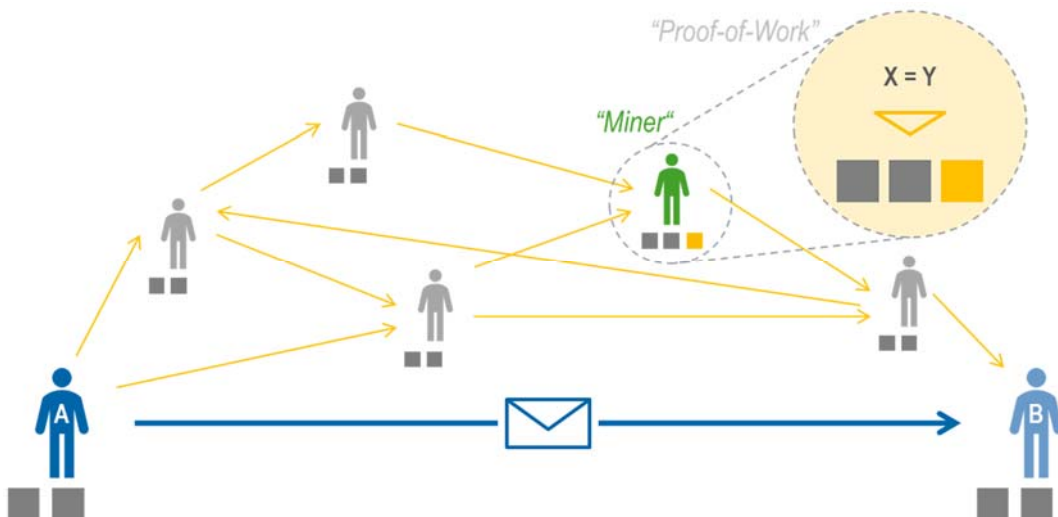 "Proof-of-Work"
X = Y
"Miner“
A
B